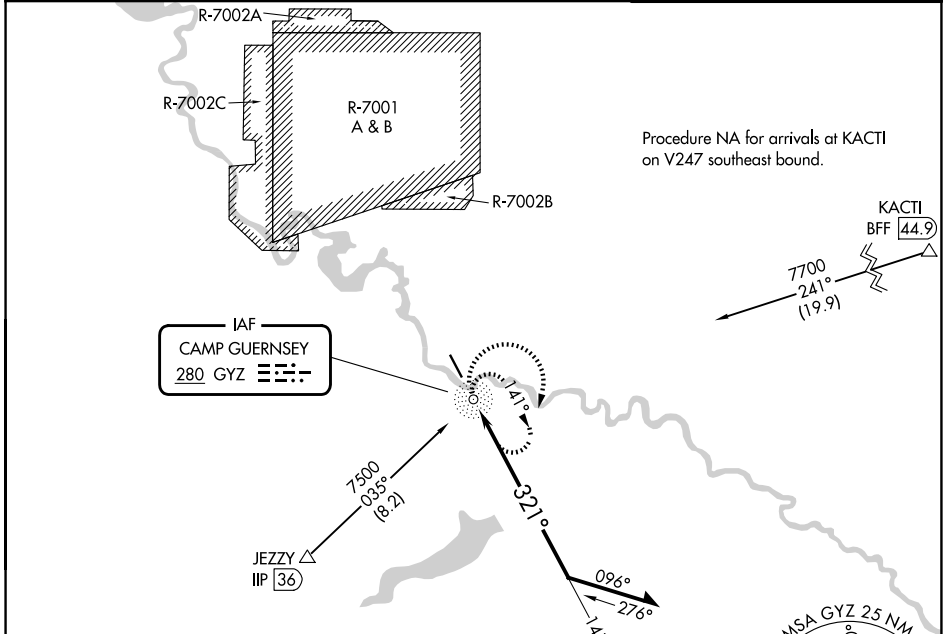 R-7002A
R-7002C
R-7001
A & B
R-7002B
Procedure NA for arrivals at KACTI
on V247 southeast bound.
KACTI
BFF 44.9
7700
241°
(19.9)
IAF
CAMP GUERNSEY
280 GYZ
141°
7500
035°
(8.2)
321°
JEZZY
IIP 36
096°
276°
MSA GYZ 25 NM